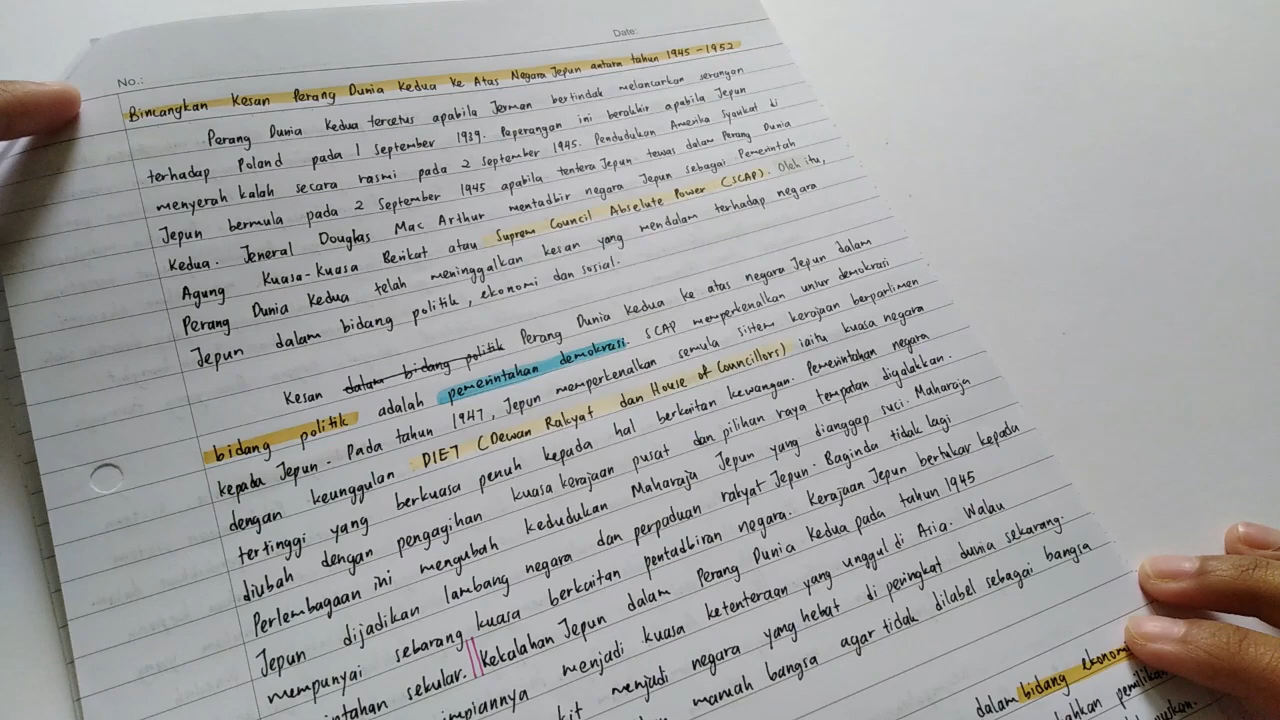 No.:
Date:
Bincangkan Kesan Perang Dunia Kedua Ke Atas Negara Jepun antara tahun 1945 - 1952
Perang Dunia Kedua tercetus apabila Jerman bertindak melancarkan serangan
terhadap Poland pada 1 September 1939. Peperangan ini berakhir apabila Jepun
menyerah kalah secara rasmi pada 2 September 1945. Pendudukan Amerika Syarikat di
Jepun bermula pada 2 September 1945 apabila tentera Jepun tewas dalam Perang Dunia
Kedua. Jeneral Douglas Mac Arthur mentadbir negara Jepun sebagai Pemerintah
Agung Kuasa-kuasa Berikat atau Suprem Council Absolute Power (SCAP). Oleh itu,
Perang Dunia Kedua telah meninggalkan kesan yang mendalam terhadap negara
Jepun dalam bidang politik, ekonomi dan sosial.
Kesan dalam bidang politik Perang Dunia Kedua ke atas negara Jepun dalam
bidang politik adalah pemerintahan demokrasi. SCAP memperkenalkan unsur demokrasi
kepada Jepun. Pada tahun 1947, Jepun memperkenalkan semula sistem kerajaan berparlimen
dengan keunggulan DIET (Dewan Rakyat dan House of Councillors) iaitu kuasa negara
tertinggi yang berkuasa penuh kepada hal berkaitan kewangan. Pemerintahan negara
diubah dengan pengagihan kuasa kerajaan pusat dan pilihan raya tempatan digalakkan.
Perlembagaan ini mengubah kedudukan Maharaja Jepun yang dianggap suci. Maharaja
Jepun dijadikan lambang negara dan perpaduan rakyat Jepun. Baginda tidak lagi
mempunyai sebarang kuasa berkaitan pentadbiran negara. Kerajaan Jepun bertukar kepada
intahan sekular. Kekalahan Jepun dalam Perang Dunia Kedua pada tahun 1945
impiannya menjadi kuasa ketenteraan yang unggul di Asia. Walau
kit menjadi negara yang hebat di peringkat dunia sekarang.
maruah bangsa agar tidak dilabel sebagai bangsa
dalam bidang ekonomi
pemilikan